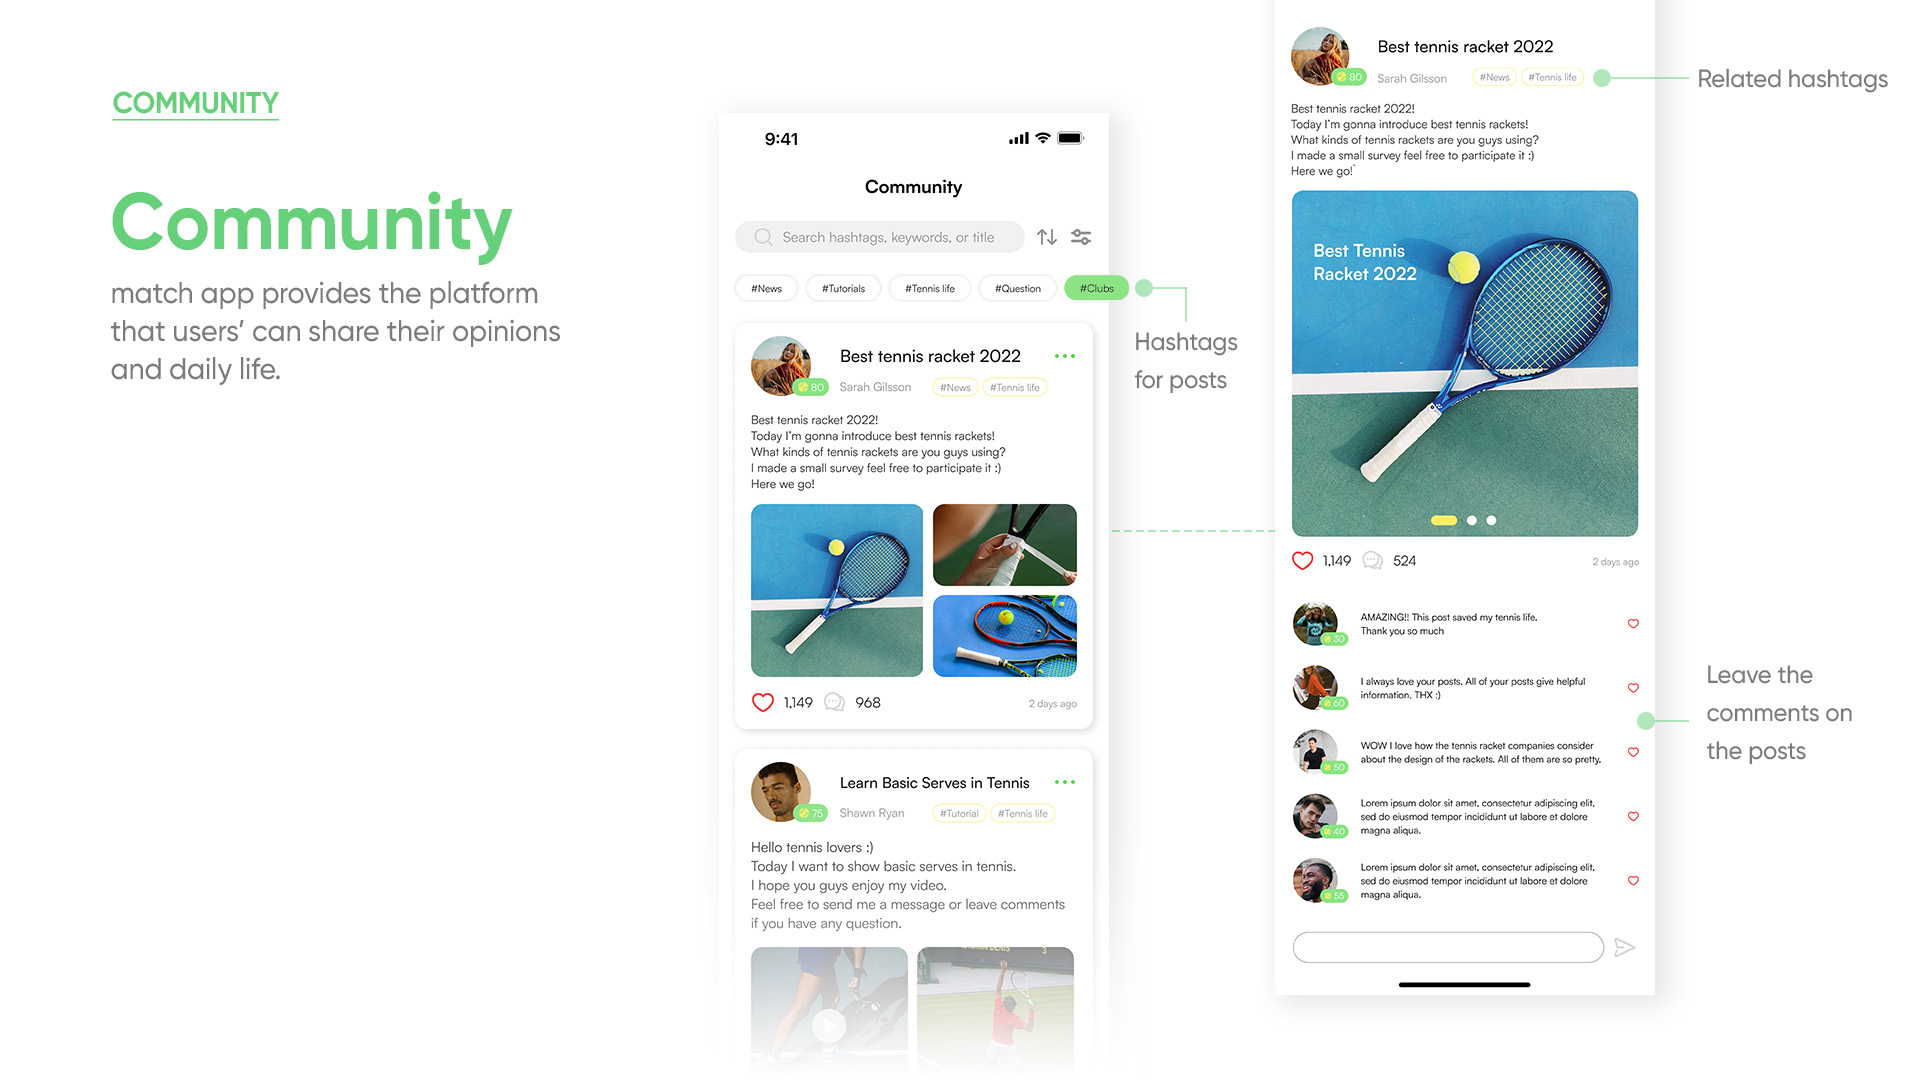 COMMUNITY
Community
match app provides the platform
that users’ can share their opinions
and daily life.
9:41
Community
Search hashtags, keywords, or title
#News
#Tutorials
#Tennis life
#Question
#Clubs
Hashtags
for posts
Best tennis racket 2022
80
Sarah Gilsson
#News
#Tennis life
Best tennis racket 2022!
Today I’m gonna introduce best tennis rackets!
What kinds of tennis rackets are you guys using?
I made a small survey feel free to participate it :)
Here we go!
1,149
968
2 days ago
Learn Basic Serves in Tennis
75
Shawn Ryan
#Tutorial
#Tennis life
Hello tennis lovers :)
Today I want to show basic serves in tennis.
I hope you guys enjoy my video.
Feel free to send me a message or leave comments
if you have any question.
Best tennis racket 2022
80
Sarah Gilsson
#News
#Tennis life
Related hashtags
Best tennis racket 2022!
Today I’m gonna introduce best tennis rackets!
What kinds of tennis rackets are you guys using?
I made a small survey feel free to participate it :)
Here we go!
Best Tennis
Racket 2022
1,149
524
2 days ago
AMAZING!! This post saved my tennis life.
Thank you so much
30
I always love your posts. All of your posts give helpful
information. THX :)
60
WOW I love how the tennis racket companies consider
about the design of the rackets. All of them are so pretty.
50
Lorem ipsum dolor sit amet, consectetur adipiscing elit,
sed do eiusmod tempor incididunt ut labore et dolore
magna aliqua.
40
Lorem ipsum dolor sit amet, consectetur adipiscing elit,
sed do eiusmod tempor incididunt ut labore et dolore
magna aliqua.
55
Leave the
comments on
the posts